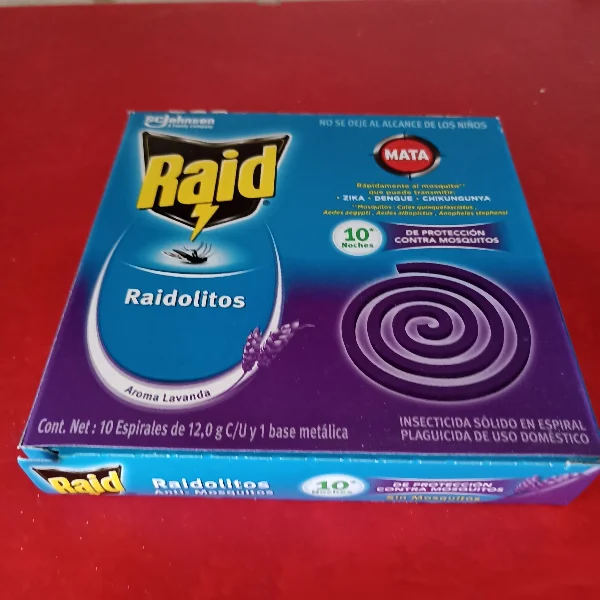 SC Johnson
A Family Company
NO SE DEJE AL ALCANCE DE LOS NIÑOS
Raid
MATA
Rápidamente al mosquito**
que puede transmitir:
· ZIKA · DENGUE · CHIKUNGUNYA
**Mosquitos: Culex quinquefasciatus,
Aedes aegypti, Aedes albopictus, Anopheles stephensi
10*
Noches
DE PROTECCIÓN
CONTRA MOSQUITOS
Raidolitos
Aroma Lavanda
Cont. Net : 10 Espirales de 12,0 g C/U y 1 base metálica
INSECTICIDA SÓLIDO EN ESPIRAL
PLAGUICIDA DE USO DOMÉSTICO
Raid
Raidolitos
Anti-Mosquitos
10*
Noches
DE PROTECCIÓN
CONTRA MOSQUITOS
Sin Mosquitos